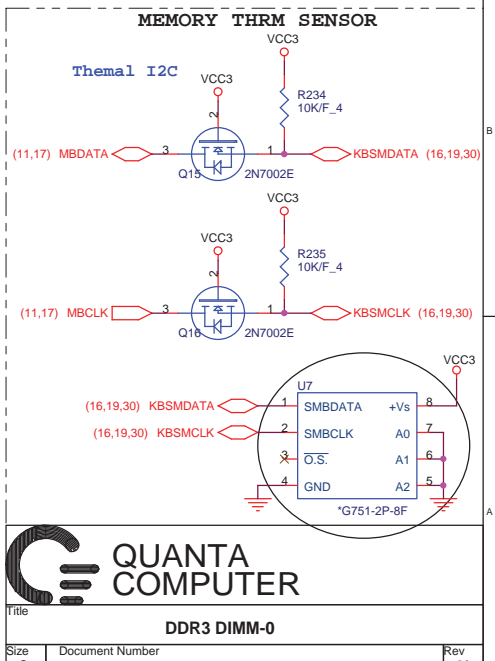 MEMORY THRM SENSOR
Themal I2C
VCC3
VCC3
R234
10K/F_4
2
B
(11,17) MBDATA
3
1
KBSMDATA (16,19,30)
Q15
2N7002E
VCC3
VCC3
R235
10K/F_4
2
(11,17) MBCLK
3
1
KBSMCLK (16,19,30)
Q16
2N7002E
VCC3
U7
(16,19,30) KBSMDATA
1 SMBDATA +Vs 8
(16,19,30) KBSMCLK
2 SMBCLK A0 7
3 O.S. A1 6
4 GND A2 5
*G751-2P-8F
A
QUANTA
COMPUTER
Title
DDR3 DIMM-0
Size Document Number Rev